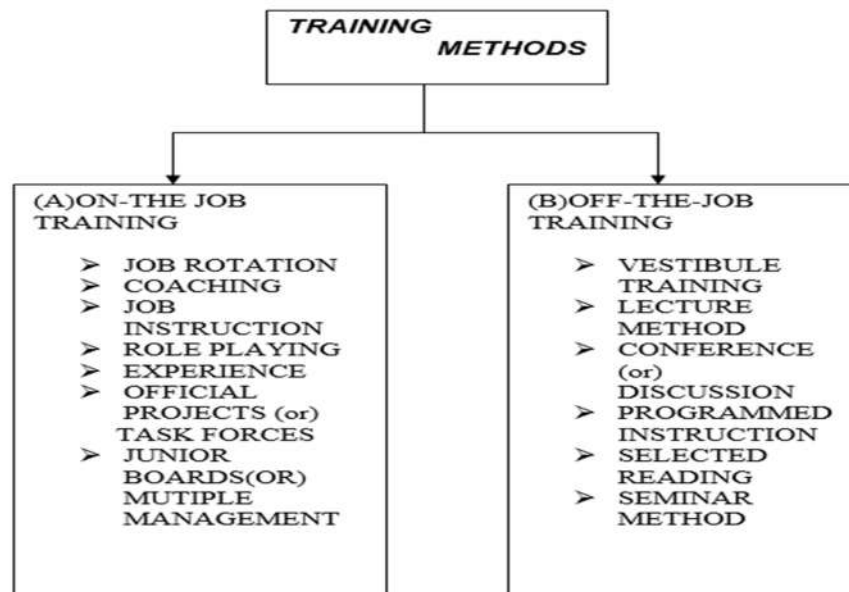 TRAINING
METHODS
(A)ON-THE JOB
TRAINING
➢ JOB ROTATION
➢ COACHING
➢ JOB
INSTRUCTION
➢ ROLE PLAYING
➢ EXPERIENCE
➢ OFFICIAL
PROJECTS (or)
TASK FORCES
➢ JUNIOR
BOARDS(OR)
MUTIPLE
MANAGEMENT
(B)OFF-THE-JOB
TRAINING
➢ VESTIBULE
TRAINING
➢ LECTURE
METHOD
➢ CONFERENCE
(or)
DISCUSSION
➢ PROGRAMMED
INSTRUCTION
➢ SELECTED
READING
➢ SEMINAR
METHOD